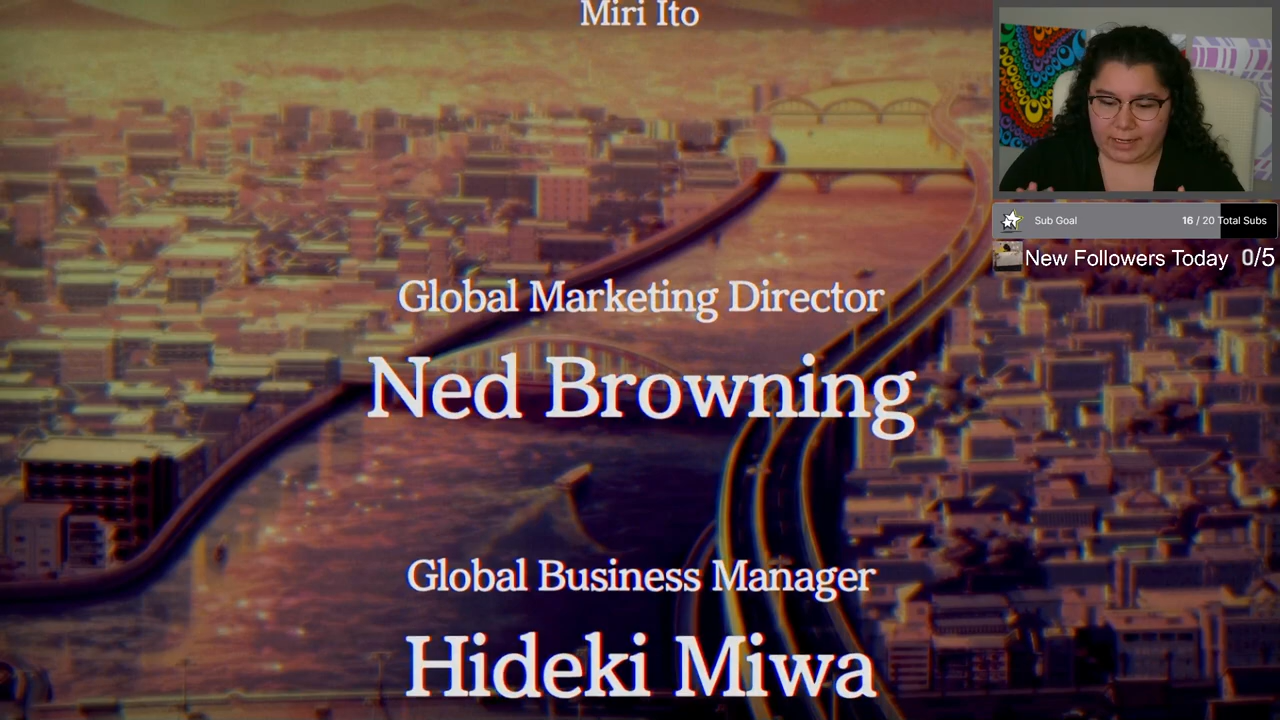 Miri Ito
Global Marketing Director
Ned Browning
Global Business Manager
Hideki Miwa
Sub Goal 16 / 20 Total Subs
New Followers Today 0/5